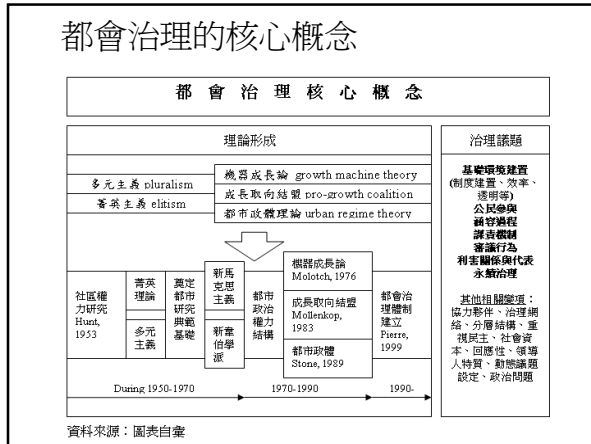 都會治理的核心概念
都會治理核心概念
理論形成
多元主義 pluralism
菁英主義 elitism
機器成長論 growth machine theory
成長取向結盟 pro-growth coalition
都市政體理論 urban regime theory
社區權
力研究
Hunt,
1953
菁英
理論
多元
主義
奠定
都市
研究
典範
基礎
新馬
克思
主義
新韋
伯學
派
都市
政治
權力
結構
機器成長論
Molotch, 1976
成長取向結盟
Mollenkop,
1983
都市政體
Stone, 1989
都會治
理體制
建立
Pierre,
1999
During 1950-1970
1970-1990
1990-
治理議題
基礎環境建置
(制度建置、效率、
透明等)
公民參與
涵容過程
課責機制
審議行為
利害關係與代表
永續治理
其他相關變項：
協力夥伴、治理網
絡、分層結構、重
視民主、社會資
本、回應性、領導
人特質、動態議題
設定、政治問題
資料來源：圖表自彙